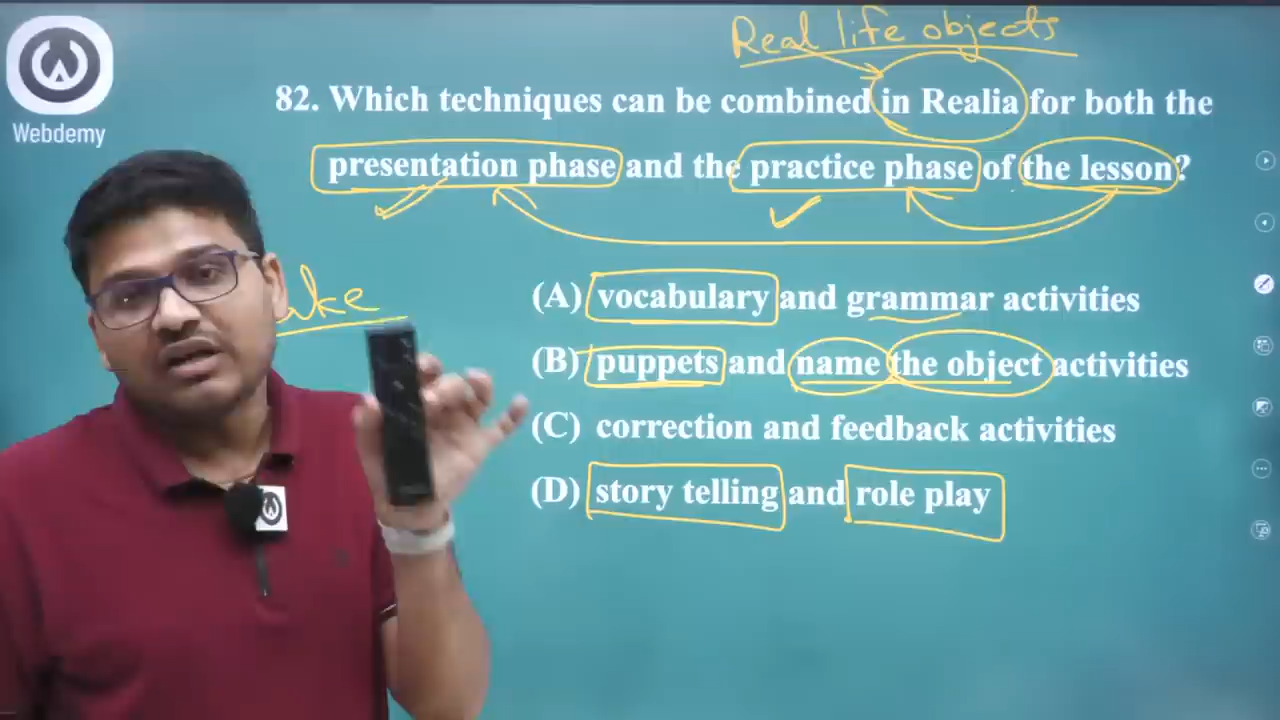 Real life objects
Webdemy
82. Which techniques can be combined in Realia for both the
presentation phase and the practice phase of the lesson?
(A) vocabulary and grammar activities
(B) puppets and name the object activities
(C) correction and feedback activities
(D) story telling and role play